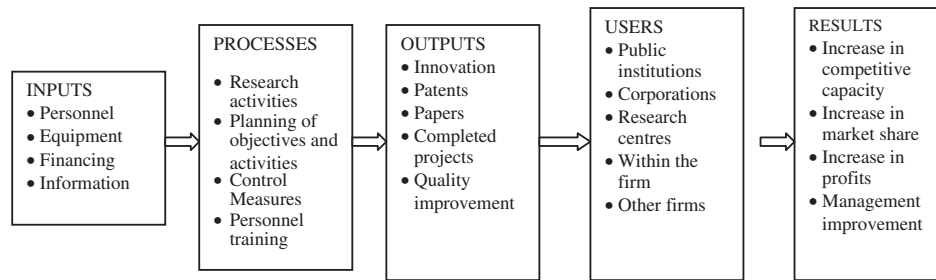 INPUTS
• Personnel
• Equipment
• Financing
• Information
PROCESSES
• Research
activities
• Planning of
objectives and
activities
• Control
Measures
• Personnel
training
OUTPUTS
• Innovation
• Patents
• Papers
• Completed
projects
• Quality
improvement
USERS
• Public
institutions
• Corporations
• Research
centres
• Within the
firm
• Other firms
RESULTS
• Increase in
competitive
capacity
• Increase in
market share
• Increase in
profits
• Management
improvement